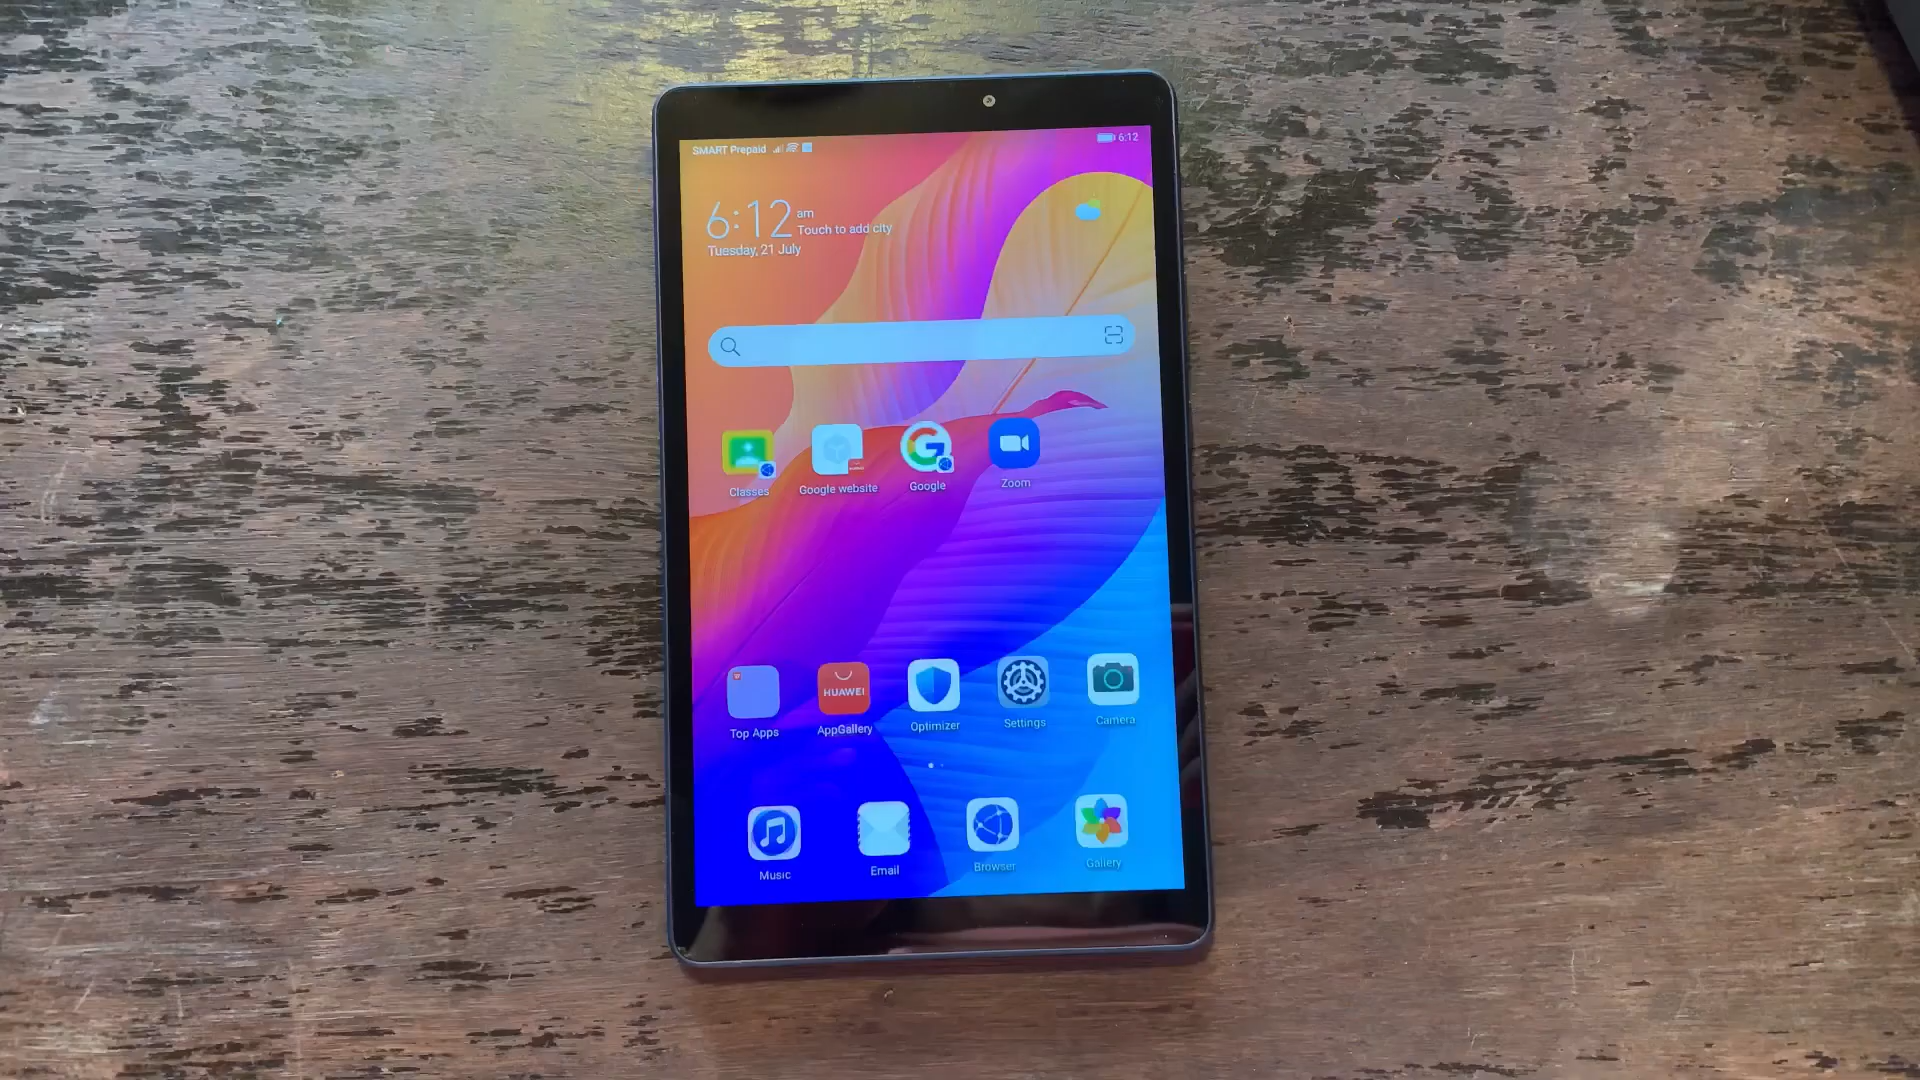 SMART Prepaid
6:12
6:12 am
Touch to add city
Tuesday, 21 July
Classes
Google website
Google
Zoom
HUAWEI
Top Apps
AppGallery
Optimizer
Settings
Camera
Music
Email
Browser
Gallery